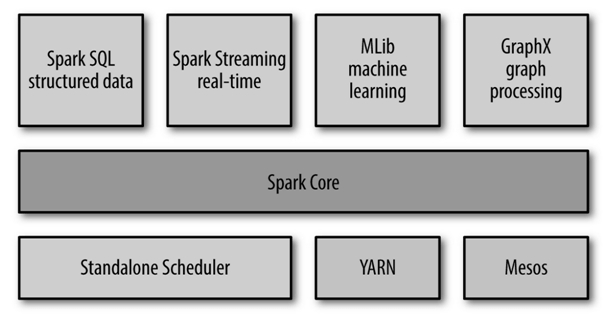 Spark SQL
structured data
Spark Streaming
real-time
MLib
machine
learning
GraphX
graph
processing
Spark Core
Standalone Scheduler
YARN
Mesos